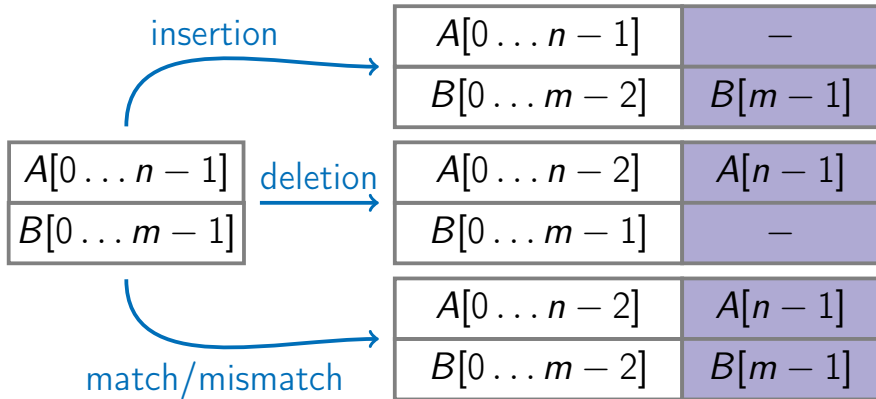 insertion
A[0 … n − 1] −
B[0 … m − 2] B[m − 1]
A[0 … n − 1]
B[0 … m − 1]
deletion
A[0 … n − 2] A[n − 1]
B[0 … m − 1] −
match/mismatch
A[0 … n − 2] A[n − 1]
B[0 … m − 2] B[m − 1]